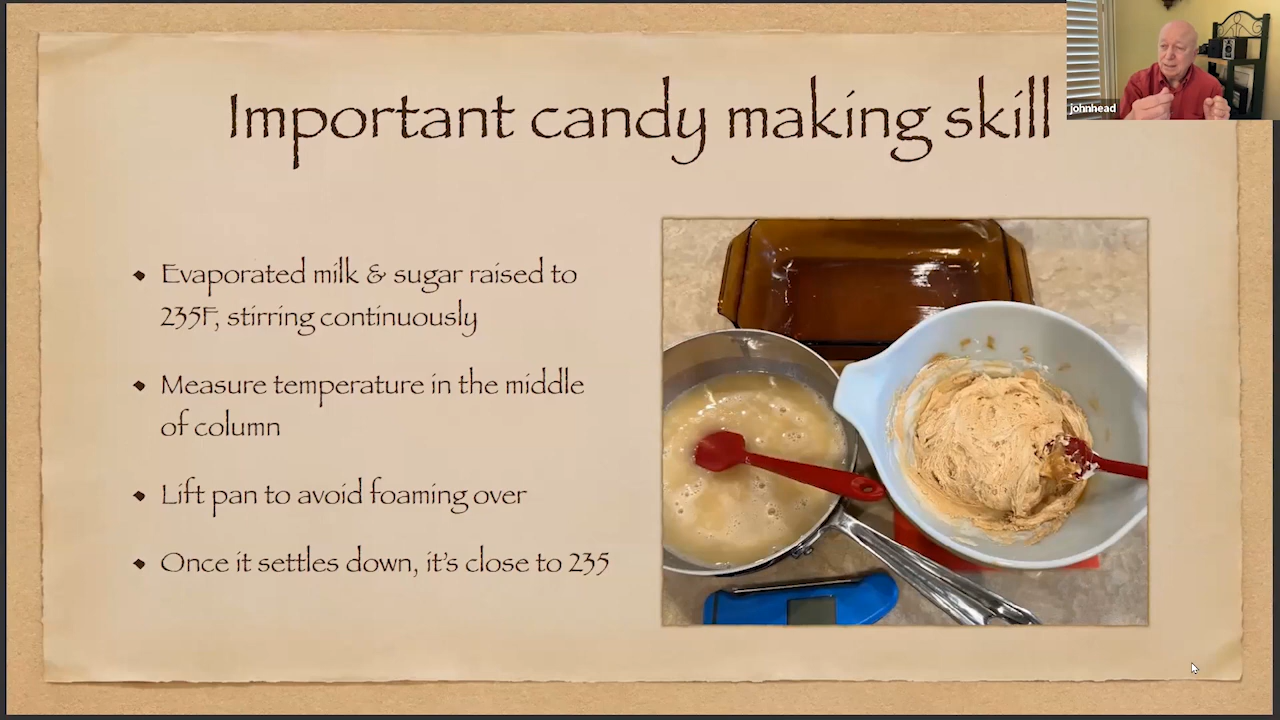 Important candy making skill
johnhead
Evaporated milk & sugar raised to
235F, stirring continuously
Measure temperature in the middle
of column
Lift pan to avoid foaming over
Once it settles down, it's close to 235